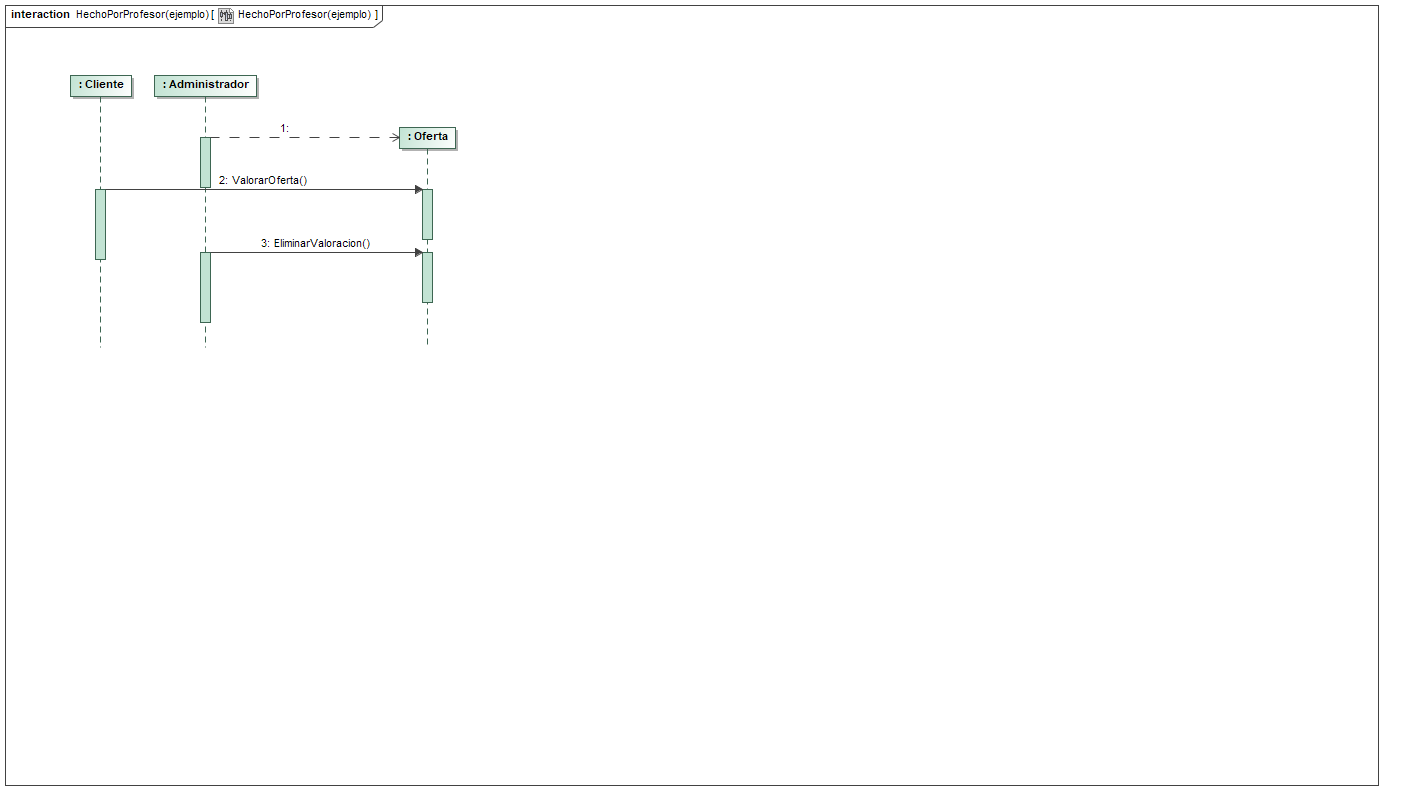 interaction HechoPorProfesor(ejemplo) [ HechoPorProfesor(ejemplo) ]
: Cliente
: Administrador
1:
: Oferta
2: ValorarOferta()
3: EliminarValoracion()